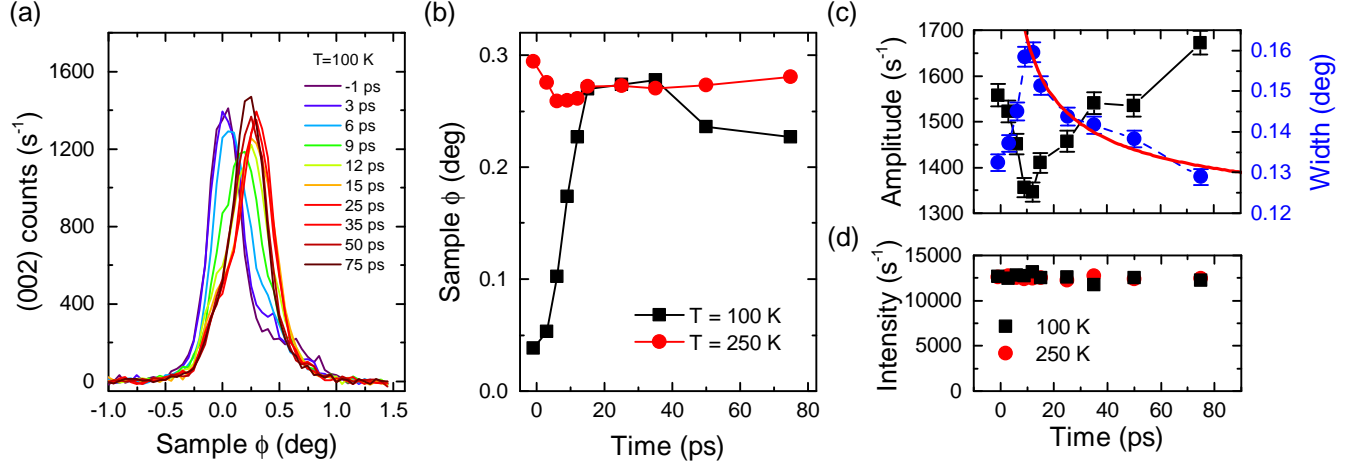 (a)
(002) counts (s⁻¹)
1600
1200
800
400
0
-1.0
-0.5
0.0
0.5
1.0
1.5
Sample ϕ (deg)
T=100 K
-1 ps
3 ps
6 ps
9 ps
12 ps
15 ps
25 ps
35 ps
50 ps
75 ps
(b)
Sample ϕ (deg)
0.3
0.2
0.1
0.0
0
20
40
60
80
Time (ps)
T = 100 K
T = 250 K
(c)
Amplitude (s⁻¹)
1700
1600
1500
1400
1300
0.16
0.15
0.14
0.13
0.12
Width (deg)
(d)
Intensity (s⁻¹)
15000
10000
5000
0
100 K
250 K
0
20
40
60
80
Time (ps)